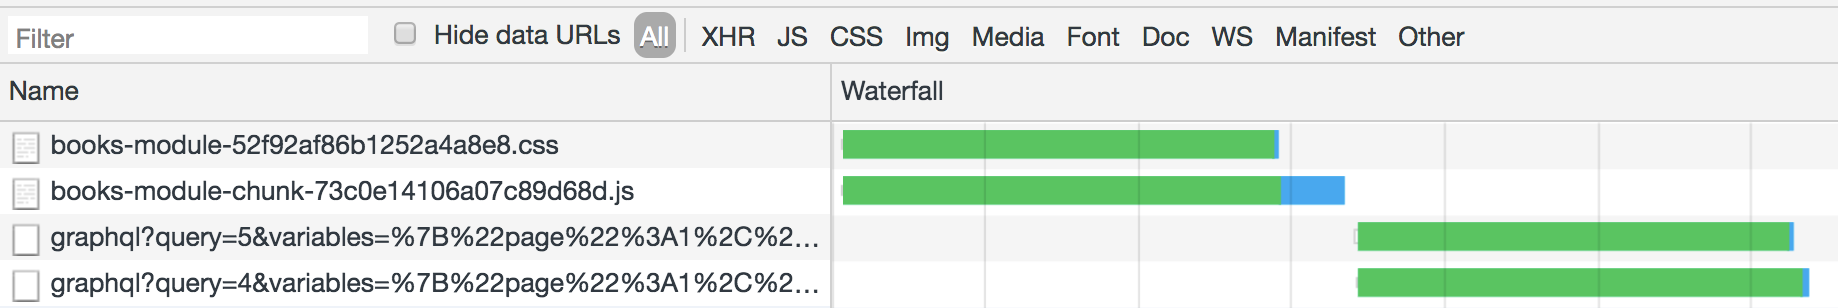 Filter Hide data URLs All XHR JS CSS Img Media Font Doc WS Manifest Other
Name Waterfall
books-module-52f92af86b1252a4a8e8.css
books-module-chunk-73c0e14106a07c89d68d.js
graphql?query=5&variables=%7B%22page%22%3A1%2C%2...
graphql?query=4&variables=%7B%22page%22%3A1%2C%2...